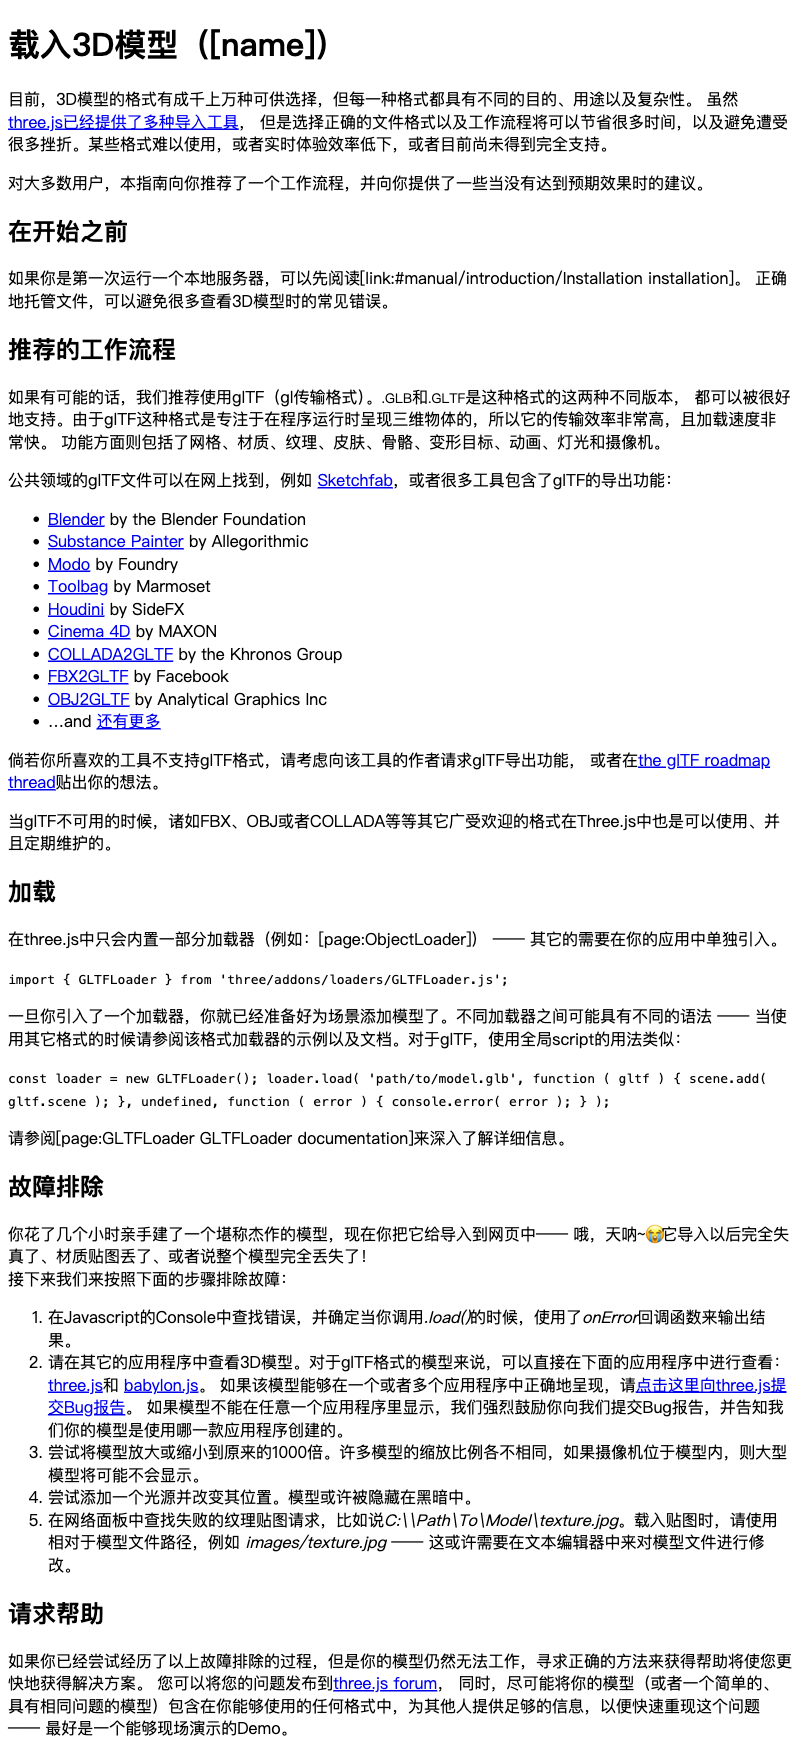 载入3D模型（[name]）
目前，3D模型的格式有成千上万种可供选择，但每一种格式都具有不同的目的、用途以及复杂性。 虽然
three.js已经提供了多种导入工具， 但是选择正确的文件格式以及工作流程将可以节省很多时间，以及避免遭受
很多挫折。某些格式难以使用，或者实时体验效率低下，或者目前尚未得到完全支持。
对大多数用户，本指南向你推荐了一个工作流程，并向你提供了一些当没有达到预期效果时的建议。
在开始之前
如果你是第一次运行一个本地服务器，可以先阅读[link:#manual/introduction/Installation installation]。 正确
地托管文件，可以避免很多查看3D模型时的常见错误。
推荐的工作流程
如果有可能的话，我们推荐使用glTF（gl传输格式）。.GLB和.GLTF是这种格式的这两种不同版本， 都可以被很好
地支持。由于glTF这种格式是专注于在程序运行时呈现三维物体的，所以它的传输效率非常高，且加载速度非
常快。 功能方面则包括了网格、材质、纹理、皮肤、骨骼、变形目标、动画、灯光和摄像机。
公共领域的glTF文件可以在网上找到，例如 Sketchfab，或者很多工具包含了glTF的导出功能：
• Blender by the Blender Foundation
• Substance Painter by Allegorithmic
• Modo by Foundry
• Toolbag by Marmoset
• Houdini by SideFX
• Cinema 4D by MAXON
• COLLADA2GLTF by the Khronos Group
• FBX2GLTF by Facebook
• OBJ2GLTF by Analytical Graphics Inc
• …and 还有更多
倘若你所喜欢的工具不支持glTF格式，请考虑向该工具的作者请求glTF导出功能， 或者在the glTF roadmap
thread贴出你的想法。
当glTF不可用的时候，诸如FBX、OBJ或者COLLADA等等其它广受欢迎的格式在Three.js中也是可以使用、并
且定期维护的。
加载
在three.js中只会内置一部分加载器（例如：[page:ObjectLoader]） —— 其它的需要在你的应用中单独引入。
import { GLTFLoader } from 'three/addons/loaders/GLTFLoader.js';
一旦你引入了一个加载器，你就已经准备好为场景添加模型了。不同加载器之间可能具有不同的语法 —— 当使
用其它格式的时候请参阅该格式加载器的示例以及文档。对于glTF，使用全局script的用法类似：
const loader = new GLTFLoader(); loader.load( 'path/to/model.glb', function ( gltf ) { scene.add(
gltf.scene ); }, undefined, function ( error ) { console.error( error ); } );
请参阅[page:GLTFLoader GLTFLoader documentation]来深入了解详细信息。
故障排除
你花了几个小时亲手建了一个堪称杰作的模型，现在你把它给导入到网页中—— 哦，天呐~😭它导入以后完全失
真了、材质贴图丢了、或者说整个模型完全丢失了！
接下来我们来按照下面的步骤排除故障：
1. 在Javascript的Console中查找错误，并确定当你调用.load()的时候，使用了onError回调函数来输出结
果。
2. 请在其它的应用程序中查看3D模型。对于glTF格式的模型来说，可以直接在下面的应用程序中进行查看：
three.js和 babylon.js。 如果该模型能够在一个或者多个应用程序中正确地呈现，请点击这里向three.js提
交Bug报告。 如果模型不能在任意一个应用程序里显示，我们强烈鼓励你向我们提交Bug报告，并告知我
们你的模型是使用哪一款应用程序创建的。
3. 尝试将模型放大或缩小到原来的1000倍。许多模型的缩放比例各不相同，如果摄像机位于模型内，则大型
模型将可能不会显示。
4. 尝试添加一个光源并改变其位置。模型或许被隐藏在黑暗中。
5. 在网络面板中查找失败的纹理贴图请求，比如说C:\\Path\To\Model\texture.jpg。载入贴图时，请使用
相对于模型文件路径，例如 images/texture.jpg —— 这或许需要在文本编辑器中来对模型文件进行修
改。
请求帮助
如果你已经尝试经历了以上故障排除的过程，但是你的模型仍然无法工作，寻求正确的方法来获得帮助将使您更
快地获得解决方案。 您可以将您的问题发布到three.js forum， 同时，尽可能将你的模型（或者一个简单的、
具有相同问题的模型）包含在你能够使用的任何格式中，为其他人提供足够的信息，以便快速重现这个问题
—— 最好是一个能够现场演示的Demo。